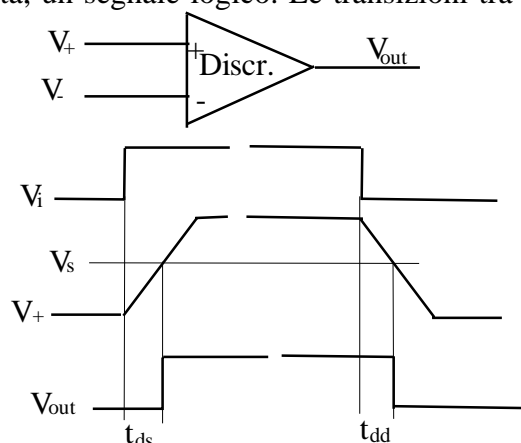 ta, un segnale logico. Le transizioni tra
V+
+
Discr.
Vout
V-
-
Vi
Vs
V+
Vout
tds
tdd